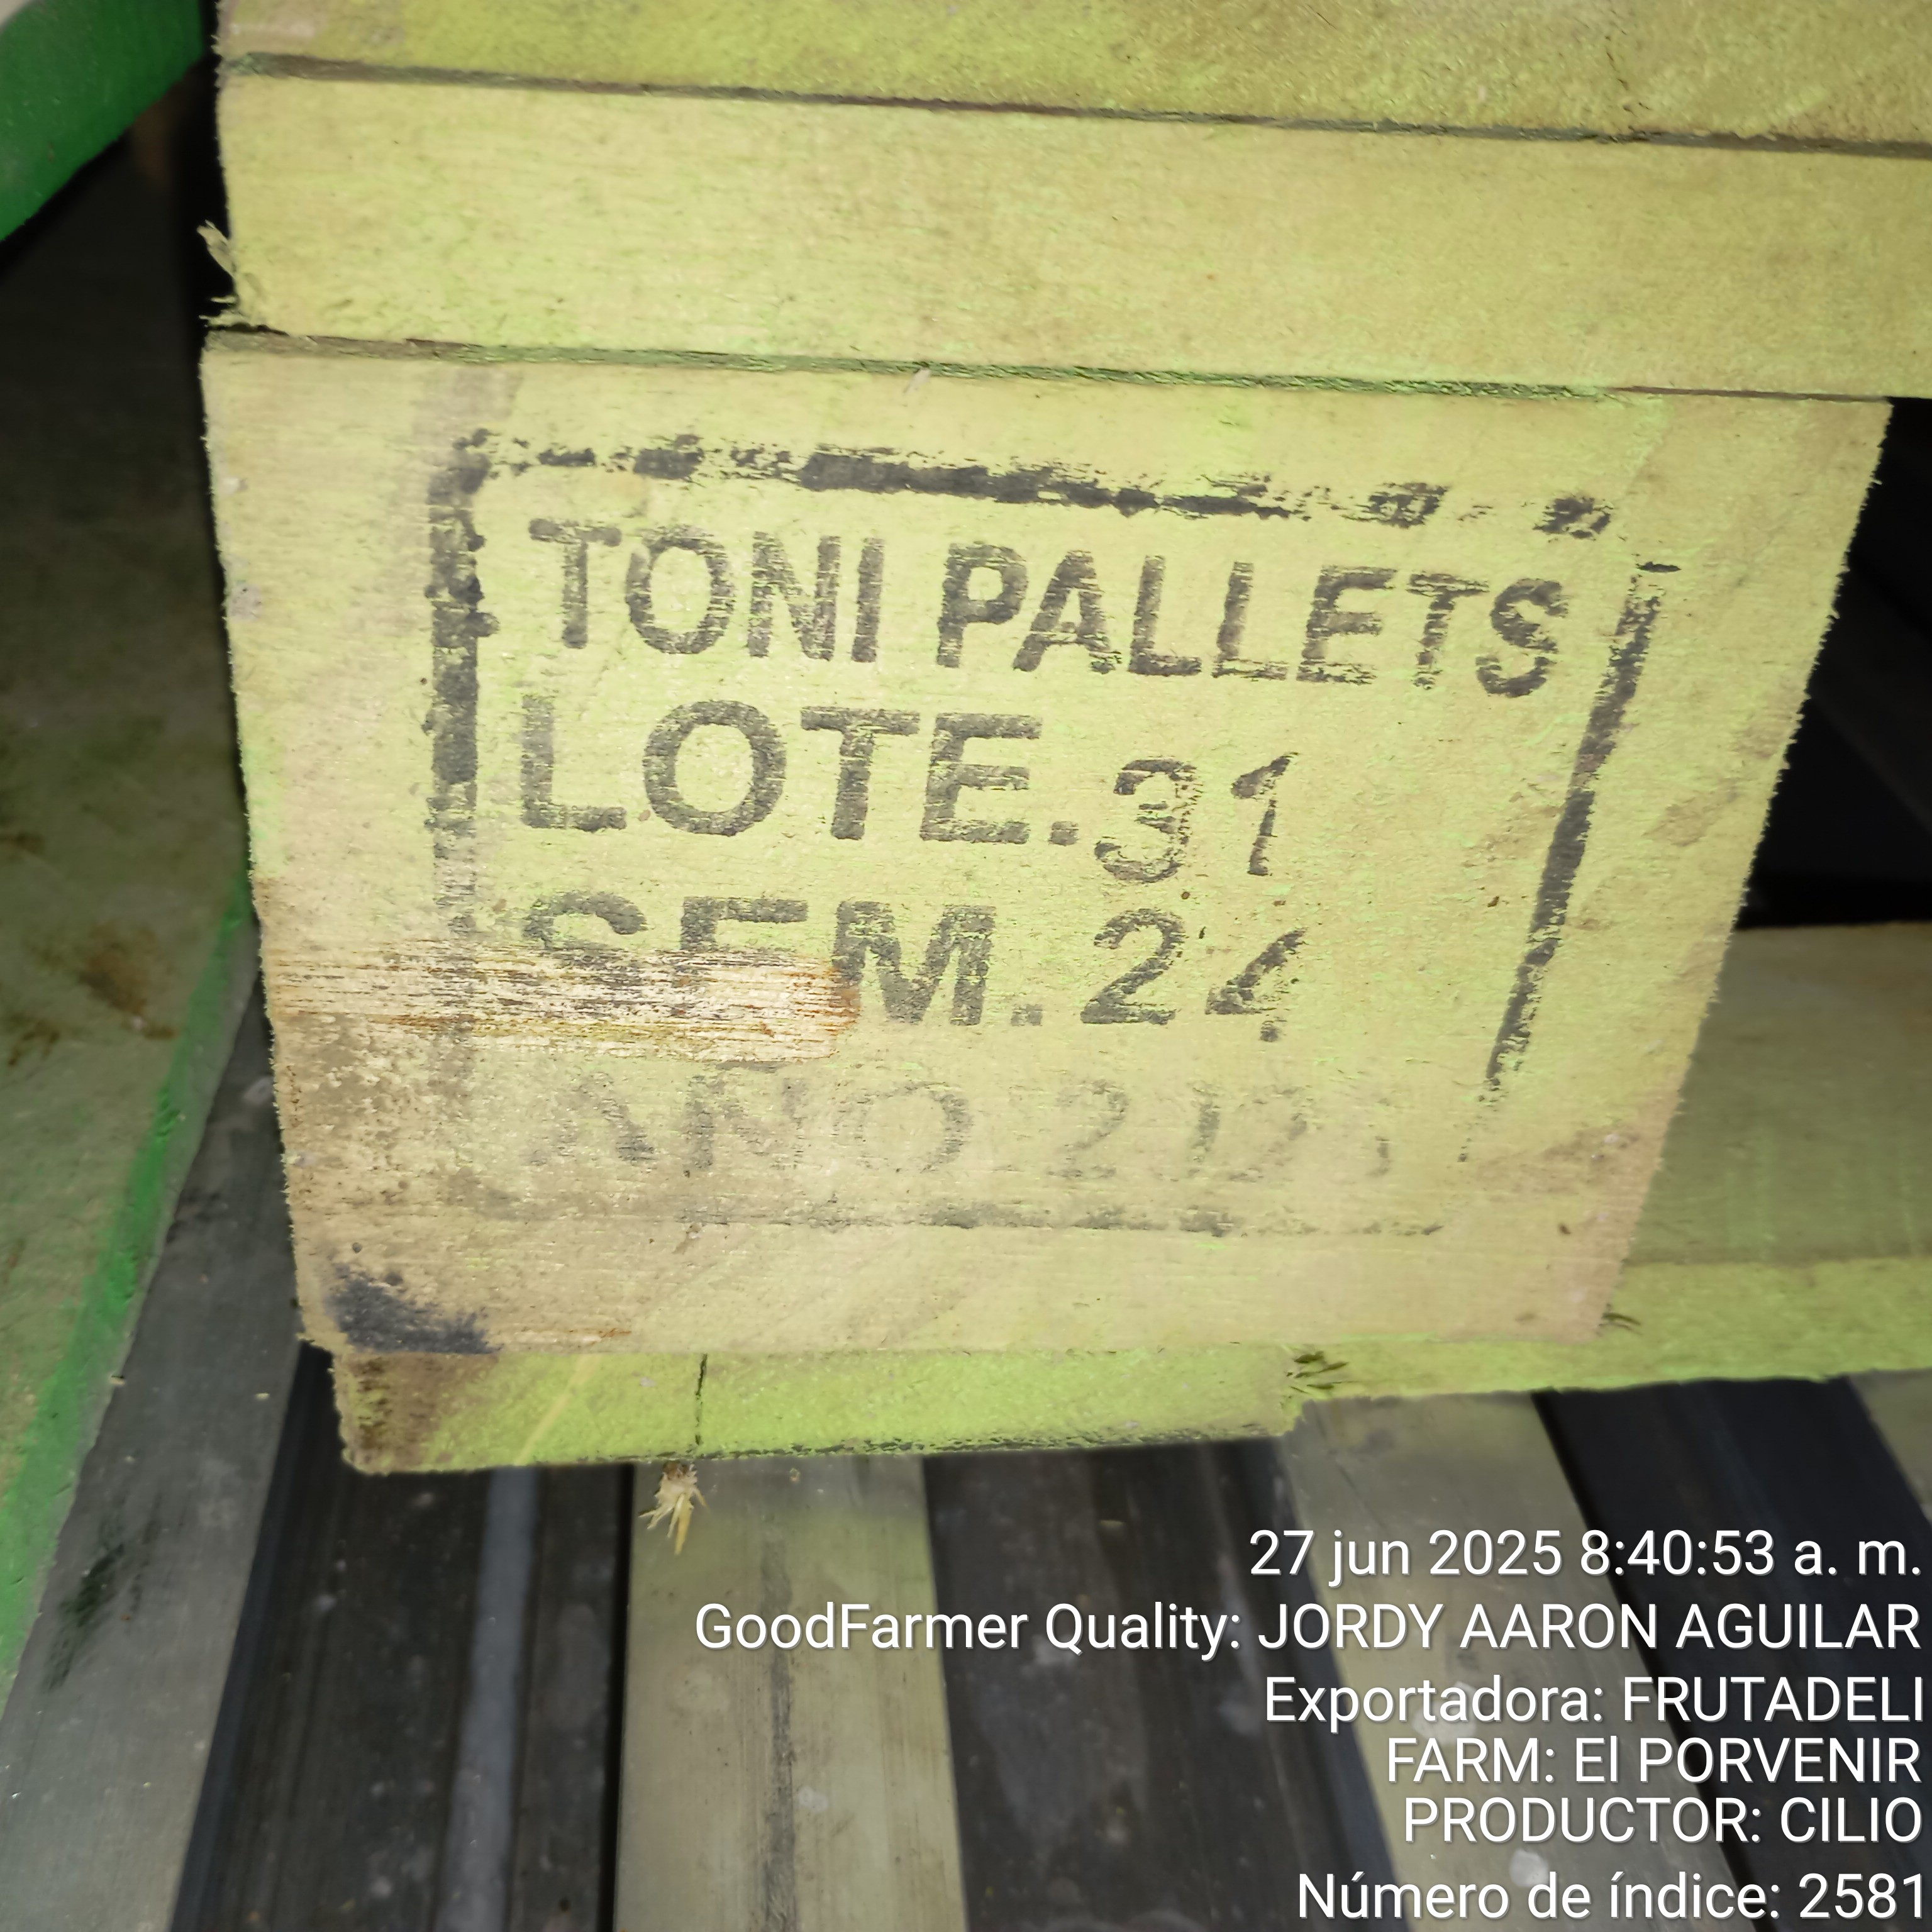 TONI PALLETS
LOTE. 31
SEM. 24
AÑO.
27 jun 2025 8:40:53 a. m.
GoodFarmer Quality: JORDY AARON AGUILAR
Exportadora: FRUTADELI
FARM: El PORVENIR
PRODUCTOR: CILIO
Número de índice: 2581